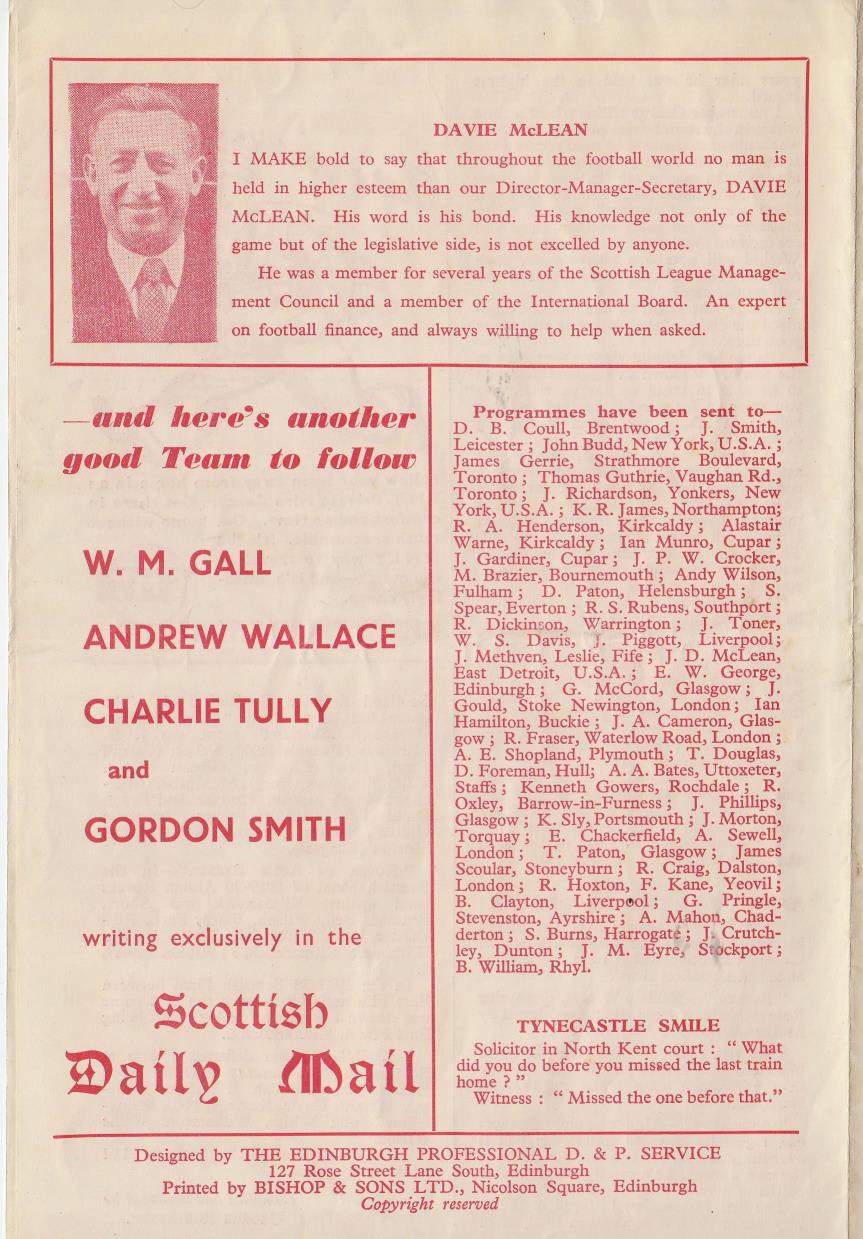 DAVIE McLEAN
I MAKE bold to say that throughout the football world no man is
held in higher esteem than our Director-Manager-Secretary, DAVIE
McLEAN. His word is his bond. His knowledge not only of the
game but of the legislative side, is not excelled by anyone.
He was a member for several years of the Scottish League Manage-
ment Council and a member of the International Board. An expert
on football finance, and always willing to help when asked.
—and here's another
good Team to follow
W. M. GALL
ANDREW WALLACE
CHARLIE TULLY
and
GORDON SMITH
writing exclusively in the
Scottish
Daily Mail
Programmes have been sent to—
D. B. Coull, Brentwood ; J. Smith,
Leicester ; John Budd, New York, U.S.A. ;
James Gerrie, Strathmore Boulevard,
Toronto ; Thomas Guthrie, Vaughan Rd.,
Toronto ; J. Richardson, Yonkers, New
York, U.S.A. ; K. R. James, Northampton;
R. A. Henderson, Kirkcaldy ; Alastair
Warne, Kirkcaldy ; Ian Munro, Cupar ;
J. Gardiner, Cupar ; J. P. W. Crocker,
M. Brazier, Bournemouth ; Andy Wilson,
Fulham ; D. Paton, Helensburgh ; S.
Spear, Everton ; R. S. Rubens, Southport ;
R. Dickinson, Warrington ; J. Toner,
W. S. Davis, J. Piggott, Liverpool;
J. Methven, Leslie, Fife ; J. D. McLean,
East Detroit, U.S.A. ; E. W. George,
Edinburgh ; G. McCord, Glasgow ; J.
Gould, Stoke Newington, London ; Ian
Hamilton, Buckie ; J. A. Cameron, Glas-
gow ; R. Fraser, Waterlow Road, London ;
A. E. Shopland, Plymouth ; T. Douglas,
D. Foreman, Hull; A. A. Bates, Uttoxeter,
Staffs ; Kenneth Gowers, Rochdale ; R.
Oxley, Barrow-in-Furness ; J. Phillips,
Glasgow ; K. Sly, Portsmouth ; J. Morton,
Torquay ; E. Chackerfield, A. Sewell,
London ; T. Paton, Glasgow ; James
Scoular, Stoneyburn ; R. Craig, Dalston,
London ; R. Hoxton, F. Kane, Yeovil ;
B. Clayton, Liverpool ; G. Pringle,
Stevenston, Ayrshire ; A. Mahon, Chad-
derton ; S. Burns, Harrogate ; J. Crutch-
ley, Dunton ; J. M. Eyre, Stockport ;
B. William, Rhyl.
TYNECASTLE SMILE
Solicitor in North Kent court : “ What
did you do before you missed the last train
home ? ”
Witness : “ Missed the one before that.”
Designed by THE EDINBURGH PROFESSIONAL D. & P. SERVICE
127 Rose Street Lane South, Edinburgh
Printed by BISHOP & SONS LTD., Nicolson Square, Edinburgh
Copyright reserved